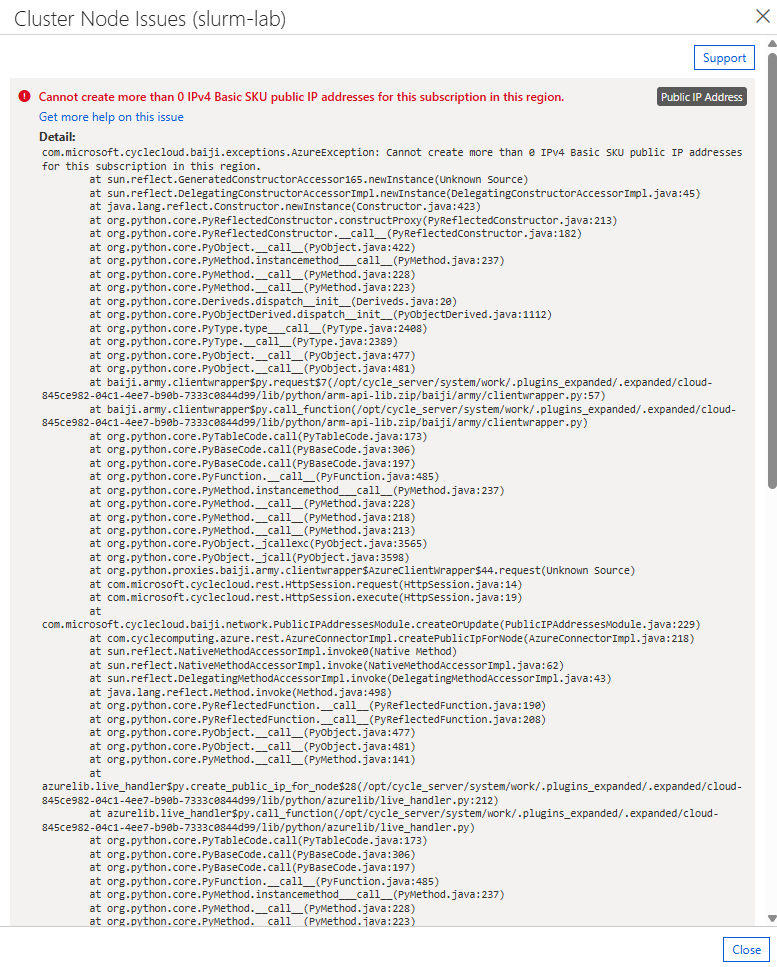 Cluster Node Issues (slurm-lab)
Support
Cannot create more than 0 IPv4 Basic SKU public IP addresses for this subscription in this region.
Public IP Address
Get more help on this issue
Detail:
com.microsoft.cyclecloud.baiji.exceptions.AzureException: Cannot create more than 0 IPv4 Basic SKU public IP addresses
for this subscription in this region.
at sun.reflect.GeneratedConstructorAccessor165.newInstance(Unknown Source)
at sun.reflect.DelegatingConstructorAccessorImpl.newInstance(DelegatingConstructorAccessorImpl.java:45)
at java.lang.reflect.Constructor.newInstance(Constructor.java:423)
at org.python.core.PyReflectedConstructor.constructProxy(PyReflectedConstructor.java:213)
at org.python.core.PyReflectedConstructor.__call__(PyReflectedConstructor.java:182)
at org.python.core.PyObject.__call__(PyObject.java:422)
at org.python.core.PyMethod.instancemethod___call__(PyMethod.java:237)
at org.python.core.PyMethod.__call__(PyMethod.java:228)
at org.python.core.PyMethod.__call__(PyMethod.java:223)
at org.python.core.Deriveds.dispatch__init__(Deriveds.java:20)
at org.python.core.PyObjectDerived.dispatch__init__(PyObjectDerived.java:1112)
at org.python.core.PyType.type___call__(PyType.java:2408)
at org.python.core.PyType.__call__(PyType.java:2389)
at org.python.core.PyObject.__call__(PyObject.java:477)
at org.python.core.PyObject.__call__(PyObject.java:481)
at baiji.army.clientwrapper$py.request$7(/opt/cycle_server/system/work/.plugins_expanded/.expanded/cloud-
845ce982-04c1-4ee7-b90b-7333c0844d99/lib/python/arm-api-lib.zip/baiji/army/clientwrapper.py:57)
at baiji.army.clientwrapper$py.call_function(/opt/cycle_server/system/work/.plugins_expanded/.expanded/cloud-
845ce982-04c1-4ee7-b90b-7333c0844d99/lib/python/arm-api-lib.zip/baiji/army/clientwrapper.py)
at org.python.core.PyTableCode.call(PyTableCode.java:173)
at org.python.core.PyBaseCode.call(PyBaseCode.java:306)
at org.python.core.PyBaseCode.call(PyBaseCode.java:197)
at org.python.core.PyFunction.__call__(PyFunction.java:485)
at org.python.core.PyMethod.instancemethod___call__(PyMethod.java:237)
at org.python.core.PyMethod.__call__(PyMethod.java:228)
at org.python.core.PyMethod.__call__(PyMethod.java:218)
at org.python.core.PyMethod.__call__(PyMethod.java:213)
at org.python.core.PyObject._jcallexc(PyObject.java:3565)
at org.python.core.PyObject._jcall(PyObject.java:3598)
at org.python.proxies.baiji.army.clientwrapper$AzureClientWrapper$44.request(Unknown Source)
at com.microsoft.cyclecloud.rest.HttpSession.request(HttpSession.java:14)
at com.microsoft.cyclecloud.rest.HttpSession.execute(HttpSession.java:19)
at
com.microsoft.cyclecloud.baiji.network.PublicIPAddressesModule.createOrUpdate(PublicIPAddressesModule.java:229)
at com.cyclecomputing.azure.rest.AzureConnectorImpl.createPublicIpForNode(AzureConnectorImpl.java:218)
at sun.reflect.NativeMethodAccessorImpl.invoke0(Native Method)
at sun.reflect.NativeMethodAccessorImpl.invoke(NativeMethodAccessorImpl.java:62)
at sun.reflect.DelegatingMethodAccessorImpl.invoke(DelegatingMethodAccessorImpl.java:43)
at java.lang.reflect.Method.invoke(Method.java:498)
at org.python.core.PyReflectedFunction.__call__(PyReflectedFunction.java:190)
at org.python.core.PyReflectedFunction.__call__(PyReflectedFunction.java:208)
at org.python.core.PyObject.__call__(PyObject.java:477)
at org.python.core.PyObject.__call__(PyObject.java:481)
at org.python.core.PyMethod.__call__(PyMethod.java:141)
at
azurelib.live_handler$py.create_public_ip_for_node$28(/opt/cycle_server/system/work/.plugins_expanded/.expanded/cloud-
845ce982-04c1-4ee7-b90b-7333c0844d99/lib/python/azurelib/live_handler.py:212)
at azurelib.live_handler$py.call_function(/opt/cycle_server/system/work/.plugins_expanded/.expanded/cloud-
845ce982-04c1-4ee7-b90b-7333c0844d99/lib/python/azurelib/live_handler.py)
at org.python.core.PyTableCode.call(PyTableCode.java:173)
at org.python.core.PyBaseCode.call(PyBaseCode.java:306)
at org.python.core.PyBaseCode.call(PyBaseCode.java:197)
at org.python.core.PyFunction.__call__(PyFunction.java:485)
at org.python.core.PyMethod.instancemethod___call__(PyMethod.java:237)
at org.python.core.PyMethod.__call__(PyMethod.java:228)
at org.python.core.PyMethod.__call__(PyMethod.java:223)
Close